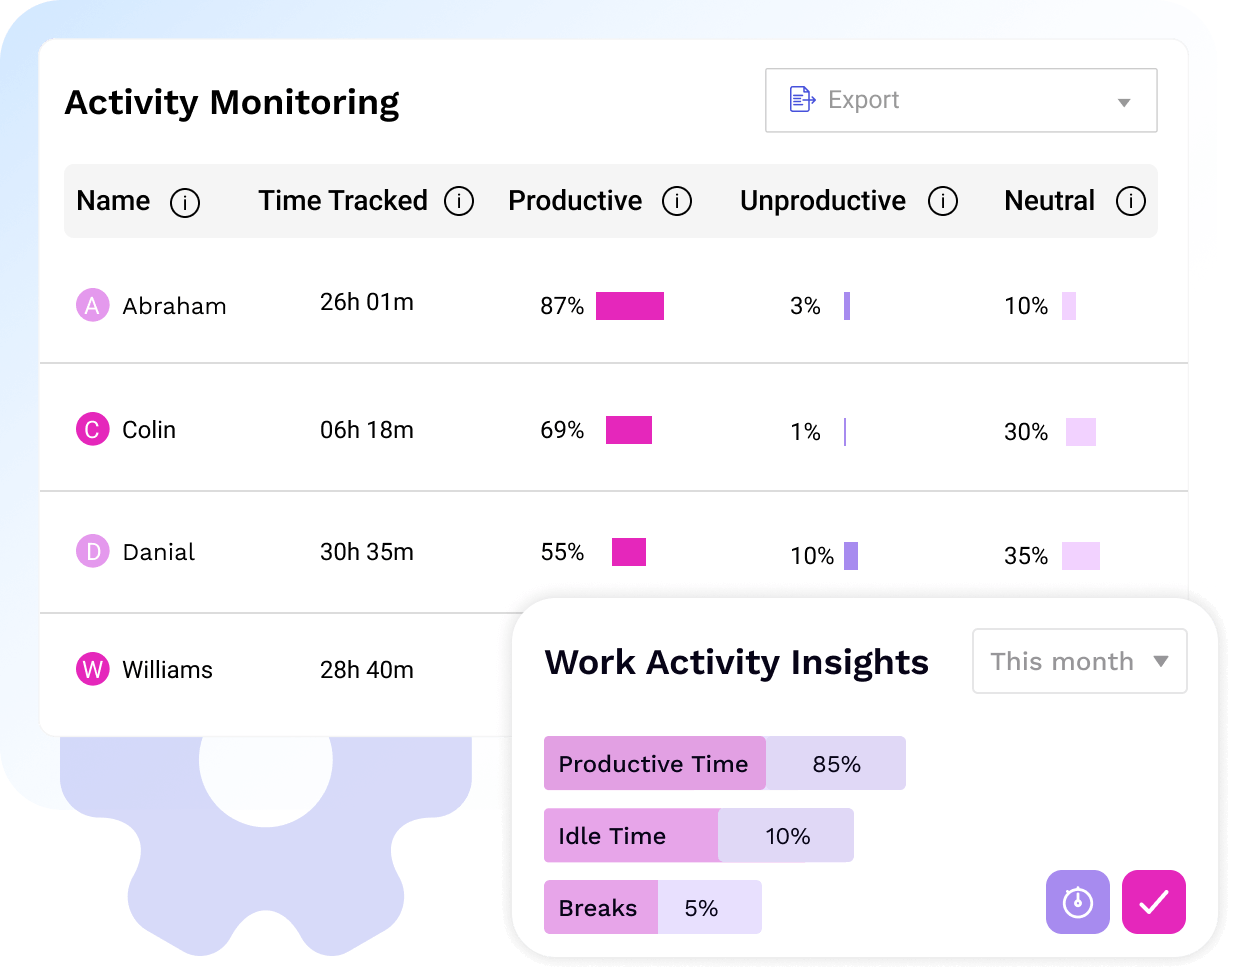 Activity Monitoring
Export
Name i Time Tracked i Productive i Unproductive i Neutral i
A Abraham 26h 01m 87% 3% 10%
C Colin 06h 18m 69% 1% 30%
D Danial 30h 35m 55% 10% 35%
W Williams 28h 40m
Work Activity Insights This month
Productive Time 85%
Idle Time 10%
Breaks 5%